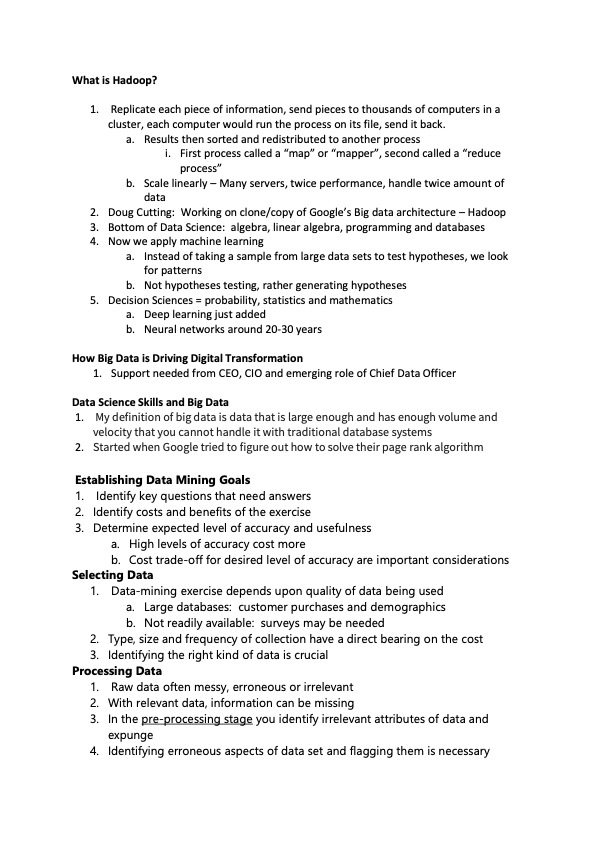 What is Hadoop?
1. Replicate each piece of information, send pieces to thousands of computers in a
cluster, each computer would run the process on its file, send it back.
a. Results then sorted and redistributed to another process
i. First process called a “map” or “mapper”, second called a “reduce
process”
b. Scale linearly – Many servers, twice performance, handle twice amount of
data
2. Doug Cutting: Working on clone/copy of Google’s Big data architecture – Hadoop
3. Bottom of Data Science: algebra, linear algebra, programming and databases
4. Now we apply machine learning
a. Instead of taking a sample from large data sets to test hypotheses, we look
for patterns
b. Not hypotheses testing, rather generating hypotheses
5. Decision Sciences = probability, statistics and mathematics
a. Deep learning just added
b. Neural networks around 20-30 years
How Big Data is Driving Digital Transformation
1. Support needed from CEO, CIO and emerging role of Chief Data Officer
Data Science Skills and Big Data
1. My definition of big data is data that is large enough and has enough volume and
velocity that you cannot handle it with traditional database systems
2. Started when Google tried to figure out how to solve their page rank algorithm
Establishing Data Mining Goals
1. Identify key questions that need answers
2. Identify costs and benefits of the exercise
3. Determine expected level of accuracy and usefulness
a. High levels of accuracy cost more
b. Cost trade-off for desired level of accuracy are important considerations
Selecting Data
1. Data-mining exercise depends upon quality of data being used
a. Large databases: customer purchases and demographics
b. Not readily available: surveys may be needed
2. Type, size and frequency of collection have a direct bearing on the cost
3. Identifying the right kind of data is crucial
Processing Data
1. Raw data often messy, erroneous or irrelevant
2. With relevant data, information can be missing
3. In the pre-processing stage you identify irrelevant attributes of data and
expunge
4. Identifying erroneous aspects of data set and flagging them is necessary